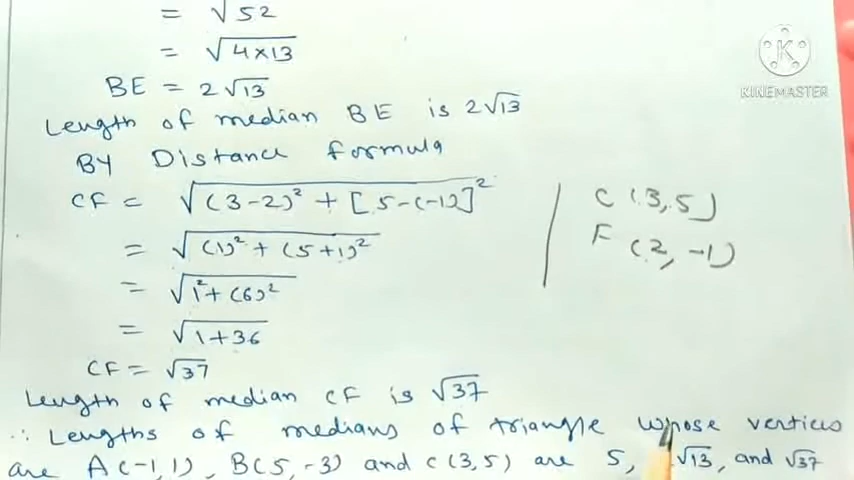 = √52
= √4×13
BE = 2√13
Length of median BE is 2√13
BY Distance formula
CF = √(3-2)² + [5-(-1)]²
= √(1)² + (5+1)²
= √1² + (6)²
= √1+36
CF = √37
Length of median CF is √37
∴ Lengths of medians of triangle whose vertices
are A(-1,1), B(5,-3) and C(3,5) are 5, √13, and √37
C (3,5)
F (2,-1)
K
KINEMASTER